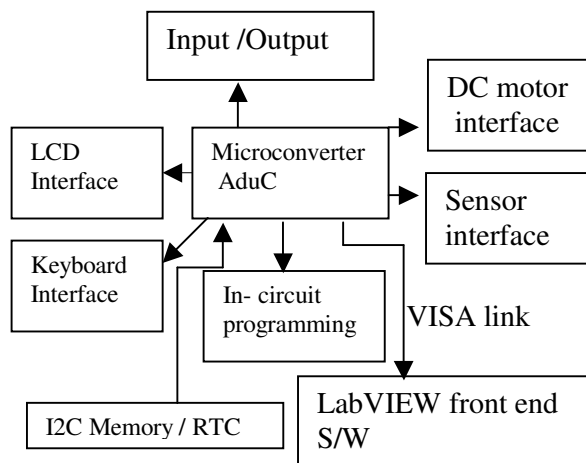 Input /Output
DC motor
interface
LCD
Interface
Microconverter
AduC
Sensor
interface
Keyboard
Interface
In- circuit
programming
VISA link
I2C Memory / RTC
LabVIEW front end
S/W